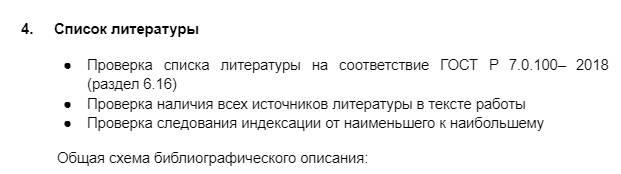 4. Список литературы
● Проверка списка литературы на соответствие ГОСТ Р 7.0.100– 2018
(раздел 6.16)
● Проверка наличия всех источников литературы в тексте работы
● Проверка следования индексации от наименьшего к наибольшему
Общая схема библиографического описания: